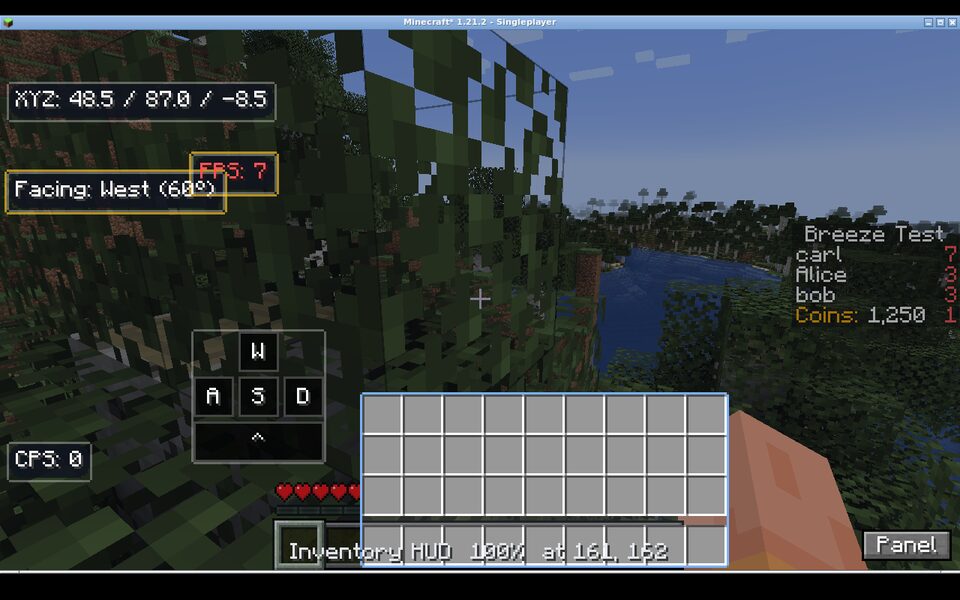 Minecraft* 1.21.2 - Singleplayer
XYZ: 48.5 / 87.0 / -8.5
FPS: 7
Facing: West (60°)
Breeze Test
carl 7
Alice 3
bob 3
Coins: 1,250 1
W
A S D
^
CPS: 0
Inventory HUD 100% at 161, 162
Panel